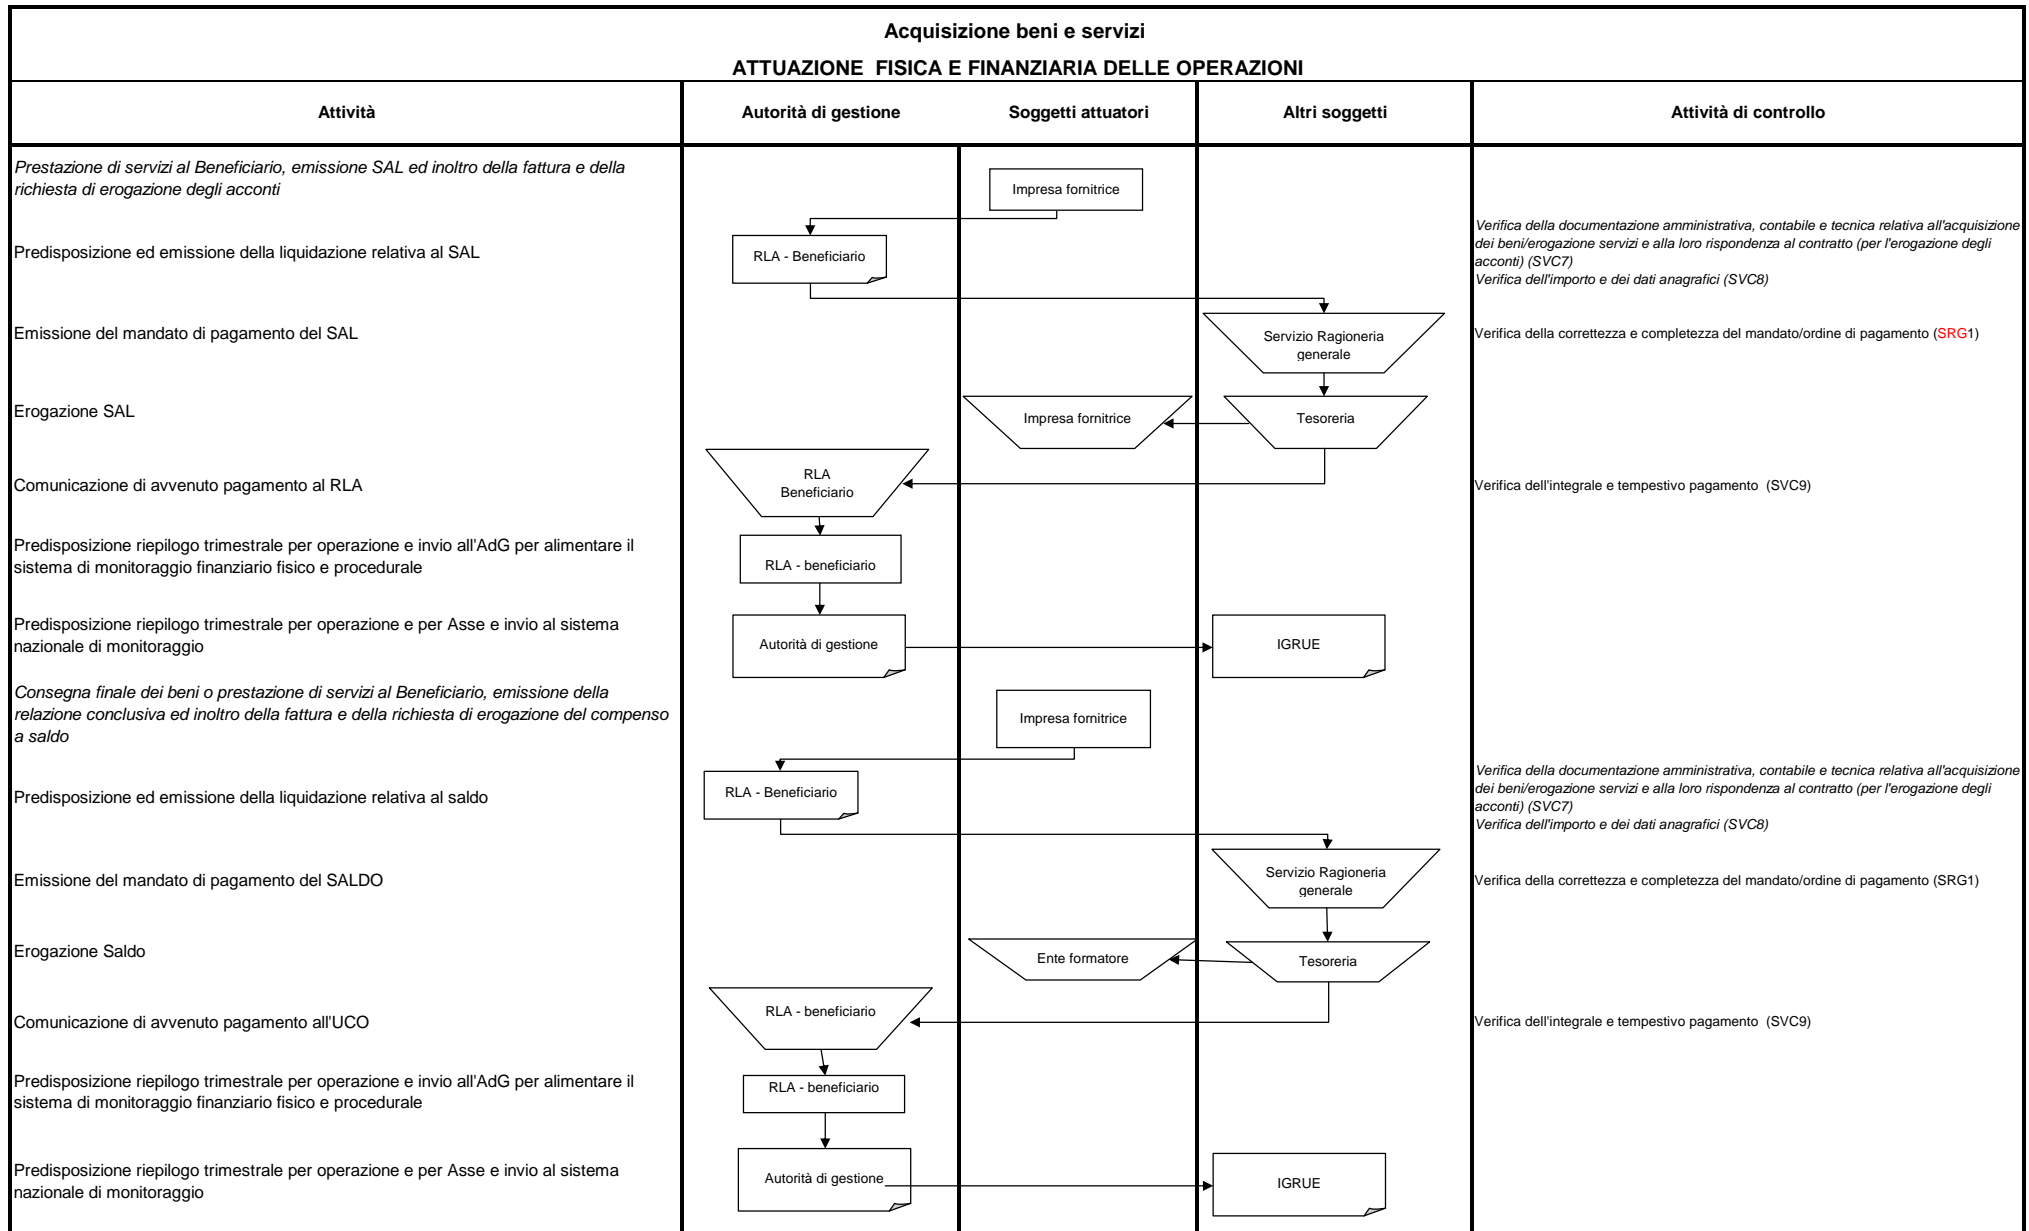 Acquisizione beni e servizi
ATTUAZIONE FISICA E FINANZIARIA DELLE OPERAZIONI
Attività
Autorità di gestione
Soggetti attuatori
Altri soggetti
Attività di controllo
Prestazione di servizi al Beneficiario, emissione SAL ed inoltro della fattura e della
richiesta di erogazione degli acconti
Impresa fornitrice
Predisposizione ed emissione della liquidazione relativa al SAL
RLA - Beneficiario
Verifica della documentazione amministrativa, contabile e tecnica relativa all'acquisizione
dei beni/erogazione servizi e alla loro rispondenza al contratto (per l'erogazione degli
acconti) (SVC7)
Verifica dell'importo e dei dati anagrafici (SVC8)
Emissione del mandato di pagamento del SAL
Servizio Ragioneria
generale
Verifica della correttezza e completezza del mandato/ordine di pagamento (SRG1)
Erogazione SAL
Impresa fornitrice
Tesoreria
Comunicazione di avvenuto pagamento al RLA
RLA
Beneficiario
Verifica dell'integrale e tempestivo pagamento (SVC9)
Predisposizione riepilogo trimestrale per operazione e invio all'AdG per alimentare il
sistema di monitoraggio finanziario fisico e procedurale
RLA - beneficiario
Predisposizione riepilogo trimestrale per operazione e per Asse e invio al sistema
nazionale di monitoraggio
Autorità di gestione
IGRUE
Consegna finale dei beni o prestazione di servizi al Beneficiario, emissione della
relazione conclusiva ed inoltro della fattura e della richiesta di erogazione del compenso
a saldo
Impresa fornitrice
Predisposizione ed emissione della liquidazione relativa al saldo
RLA - Beneficiario
Verifica della documentazione amministrativa, contabile e tecnica relativa all'acquisizione
dei beni/erogazione servizi e alla loro rispondenza al contratto (per l'erogazione degli
acconti) (SVC7)
Verifica dell'importo e dei dati anagrafici (SVC8)
Emissione del mandato di pagamento del SALDO
Servizio Ragioneria
generale
Verifica della correttezza e completezza del mandato/ordine di pagamento (SRG1)
Erogazione Saldo
Ente formatore
Tesoreria
Comunicazione di avvenuto pagamento all'UCO
RLA - beneficiario
Verifica dell'integrale e tempestivo pagamento (SVC9)
Predisposizione riepilogo trimestrale per operazione e invio all'AdG per alimentare il
sistema di monitoraggio finanziario fisico e procedurale
RLA - beneficiario
Predisposizione riepilogo trimestrale per operazione e per Asse e invio al sistema
nazionale di monitoraggio
Autorità di gestione
IGRUE